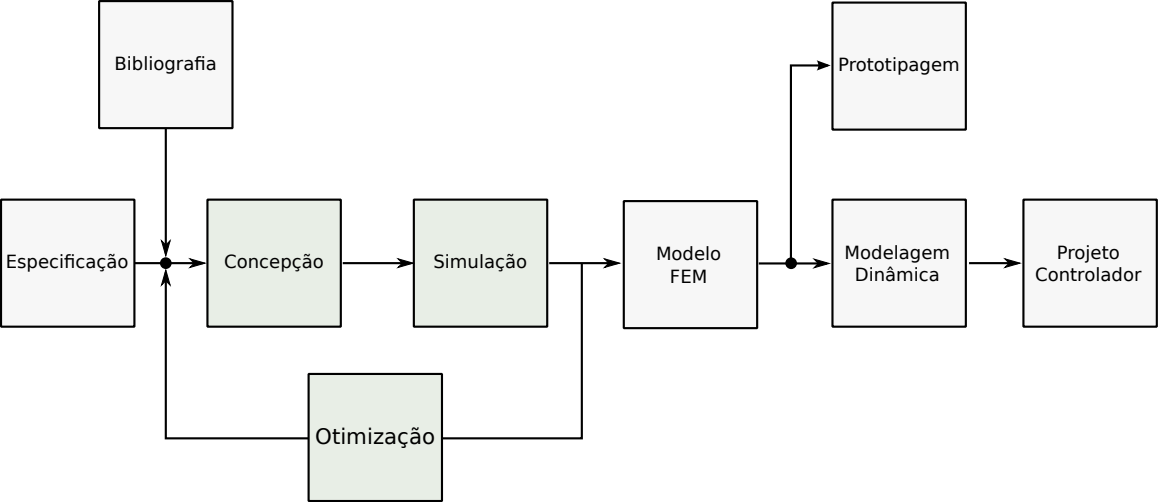 Bibliografia
Prototipagem
Especificação
Concepção
Simulação
Modelo
FEM
Modelagem
Dinâmica
Projeto
Controlador
Otimização